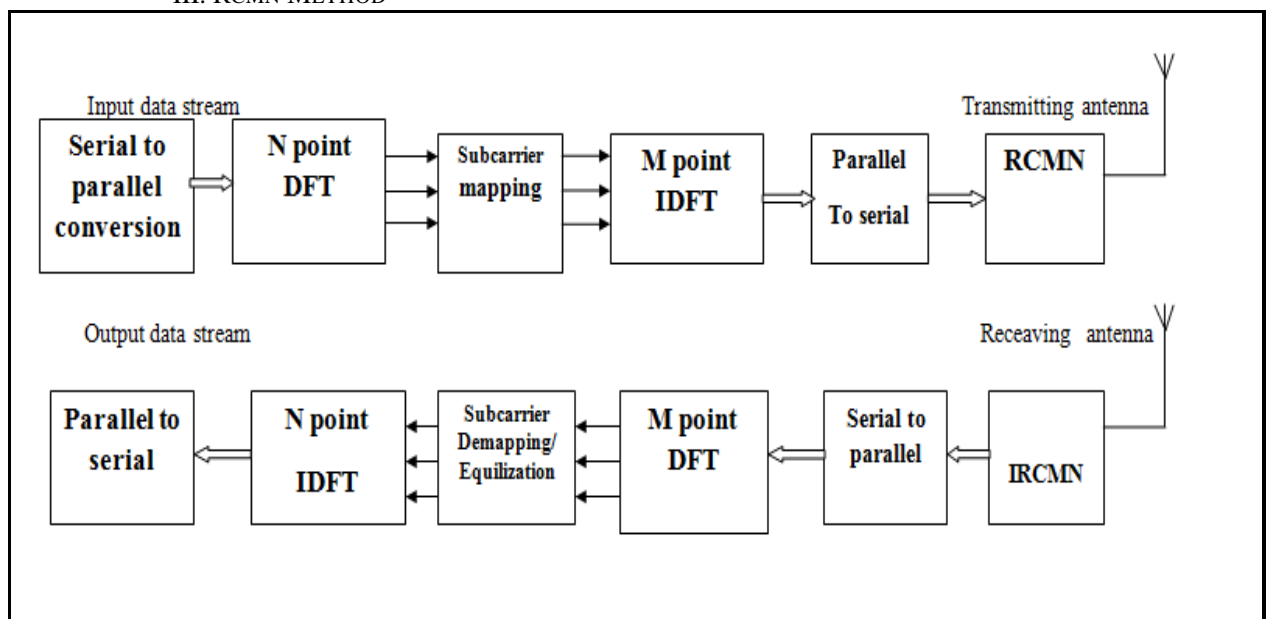 III. RCMN METHOD
Input data stream
Transmitting antenna
Serial to
parallel
conversion
N point
DFT
Subcarrier
mapping
M point
IDFT
Parallel
To serial
RCMN
Output data stream
Receaving antenna
Parallel to
serial
N point
IDFT
Subcarrier
Demapping/
Equilization
M point
DFT
Serial to
parallel
IRCMN